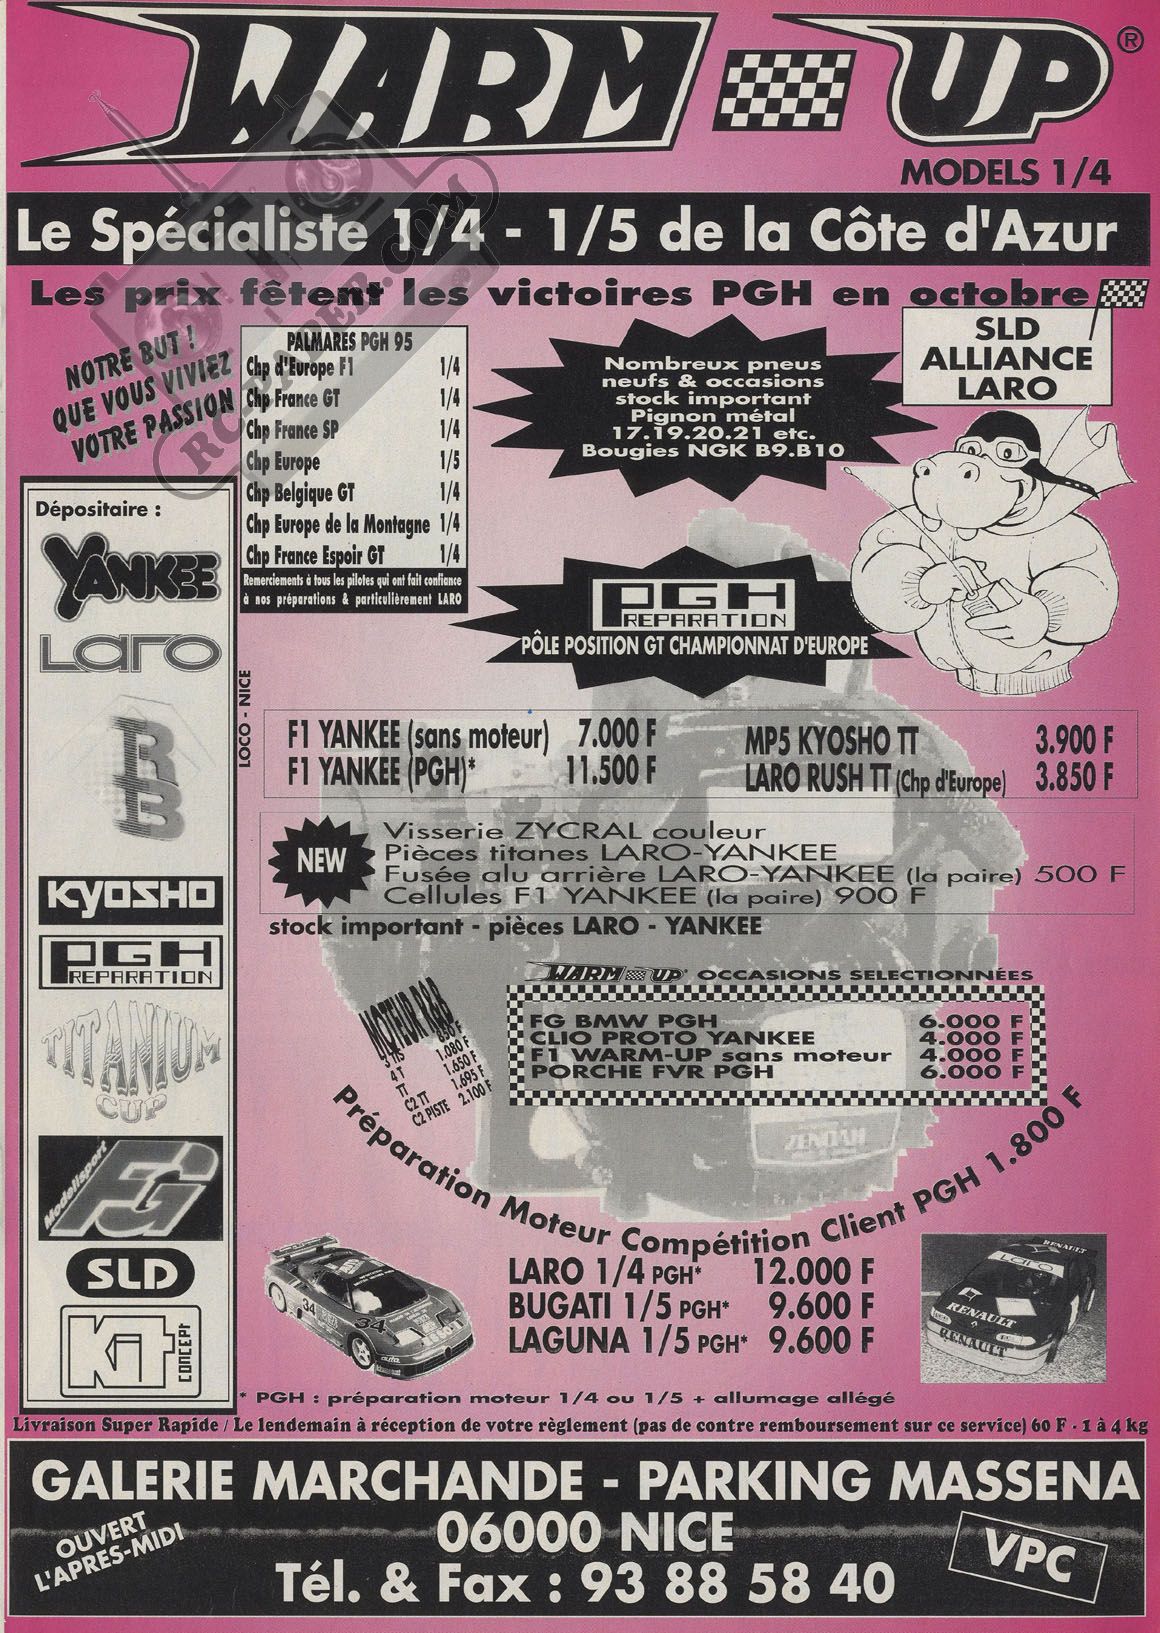 WARM UP ®
MODELS 1/4
Le Spécialiste 1/4 - 1/5 de la Côte d'Azur
Les prix fêtent les victoires PGH en octobre
NOTRE BUT !
QUE VOUS VIVIEZ
VOTRE PASSION
RC-PAPER.COM
PALMARES PGH 95
Chp d'Europe F1 1/4
Chp France GT 1/4
Chp France SP 1/4
Chp Europe 1/5
Chp Belgique GT 1/4
Chp Europe de la Montagne 1/4
Chp France Espoir GT 1/4
Remerciements à tous les pilotes qui ont fait confiance
à nos préparations & particulièrement LARO
Nombreux pneus
neufs & occasions
stock important
Pignon métal
17.19.20.21 etc.
Bougies NGK B9.B10
SLD
ALLIANCE
LARO
PGH
PREPARATION
PÔLE POSITION GT CHAMPIONNAT D'EUROPE
Dépositaire :
YANKEE
LARO
RB
KYOSHO
PGH
PREPARATION
TITANIUM
CUP
Modelisport
FG
SLD
KIT
CONCEPT
LOCO - NICE
F1 YANKEE (sans moteur) 7.000 F
F1 YANKEE (PGH)* 11.500 F
MP5 KYOSHO TT 3.900 F
LARO RUSH TT (Chp d'Europe) 3.850 F
NEW
Visserie ZYCRAL couleur
Pièces titanes LARO-YANKEE
Fusée alu arrière LARO-YANKEE (la paire) 500 F
Cellules F1 YANKEE (la paire) 900 F
stock important - pièces LARO - YANKEE
WARM UP OCCASIONS SELECTIONNÉES
FG BMW PGH 6.000 F
CLIO PROTO YANKEE 4.000 F
F1 WARM-UP sans moteur 4.000 F
PORCHE FVR PGH 6.000 F
MOTEUR R&B
3 TIS 850 F
4 T 1.080 F
TT 1.650 F
C2 TT 1.695 F
C2 PISTE 2.100 F
ZENOAH
Préparation Moteur Compétition Client PGH 1.800 F
LARO 1/4 PGH* 12.000 F
BUGATI 1/5 PGH* 9.600 F
LAGUNA 1/5 PGH* 9.600 F
34
34
RENAULT
Laro
RENAULT
RENAULT
* PGH : préparation moteur 1/4 ou 1/5 + allumage allégé
Livraison Super Rapide / Le lendemain à réception de votre règlement (pas de contre remboursement sur ce service) 60 F - 1 à 4 kg
GALERIE MARCHANDE - PARKING MASSENA
06000 NICE
Tél. & Fax : 93 88 58 40
OUVERT
L'APRES-MIDI
VPC